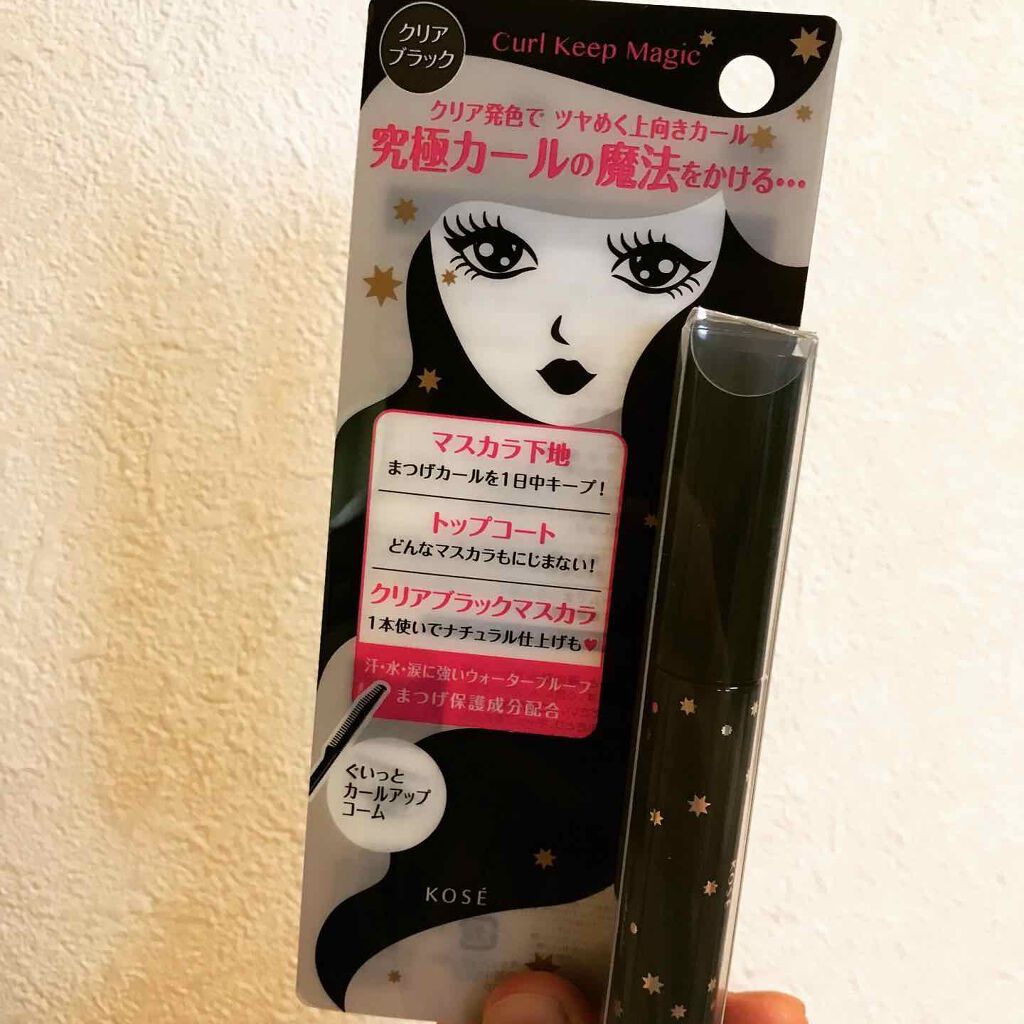 クリア
ブラック
Curl Keep Magic
クリア発色で ツヤめく上向きカール
究極カールの魔法をかける…
マスカラ下地
まつげカールを1日中キープ!
トップコート
どんなマスカラもにじまない!
クリアブラックマスカラ
1本使いでナチュラル仕上げも♥
汗・水・涙に強いウォータープルーフ
まつげ保護成分配合
ぐいっと
カールアップ
コーム
KOSÉ